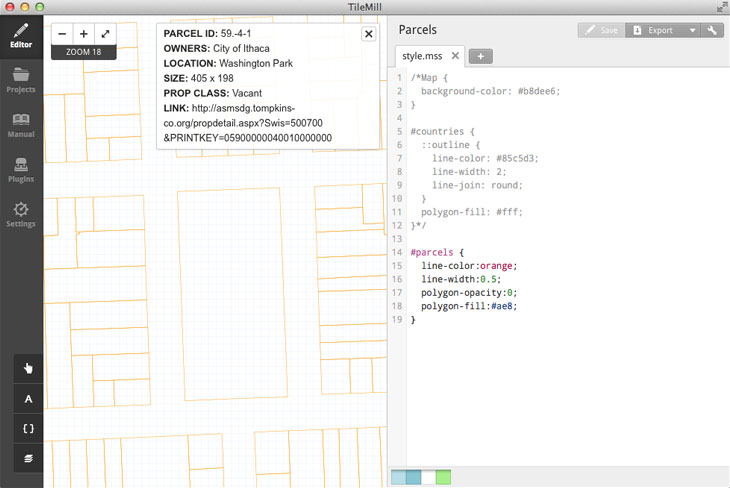 TileMill
Editor
Projects
Manual
Plugins
Settings
A
{ }
− + 
ZOOM 18
PARCEL ID: 59.-4-1
OWNERS: City of Ithaca
LOCATION: Washington Park
SIZE: 405 x 198
PROP CLASS: Vacant
LINK: http://asmsdg.tompkins-
co.org/propdetail.aspx?Swis=500700
&PRINTKEY=05900000040010000000
Parcels
Save
Export
style.mss
+
1 /*Map {
2 background-color: #b8dee6;
3 }
4
5 #countries {
6 ::outline {
7 line-color: #85c5d3;
8 line-width: 2;
9 line-join: round;
10 }
11 polygon-fill: #fff;
12 }*/
13
14 #parcels {
15 line-color:orange;
16 line-width:0.5;
17 polygon-opacity:0;
18 polygon-fill:#ae8;
19 }